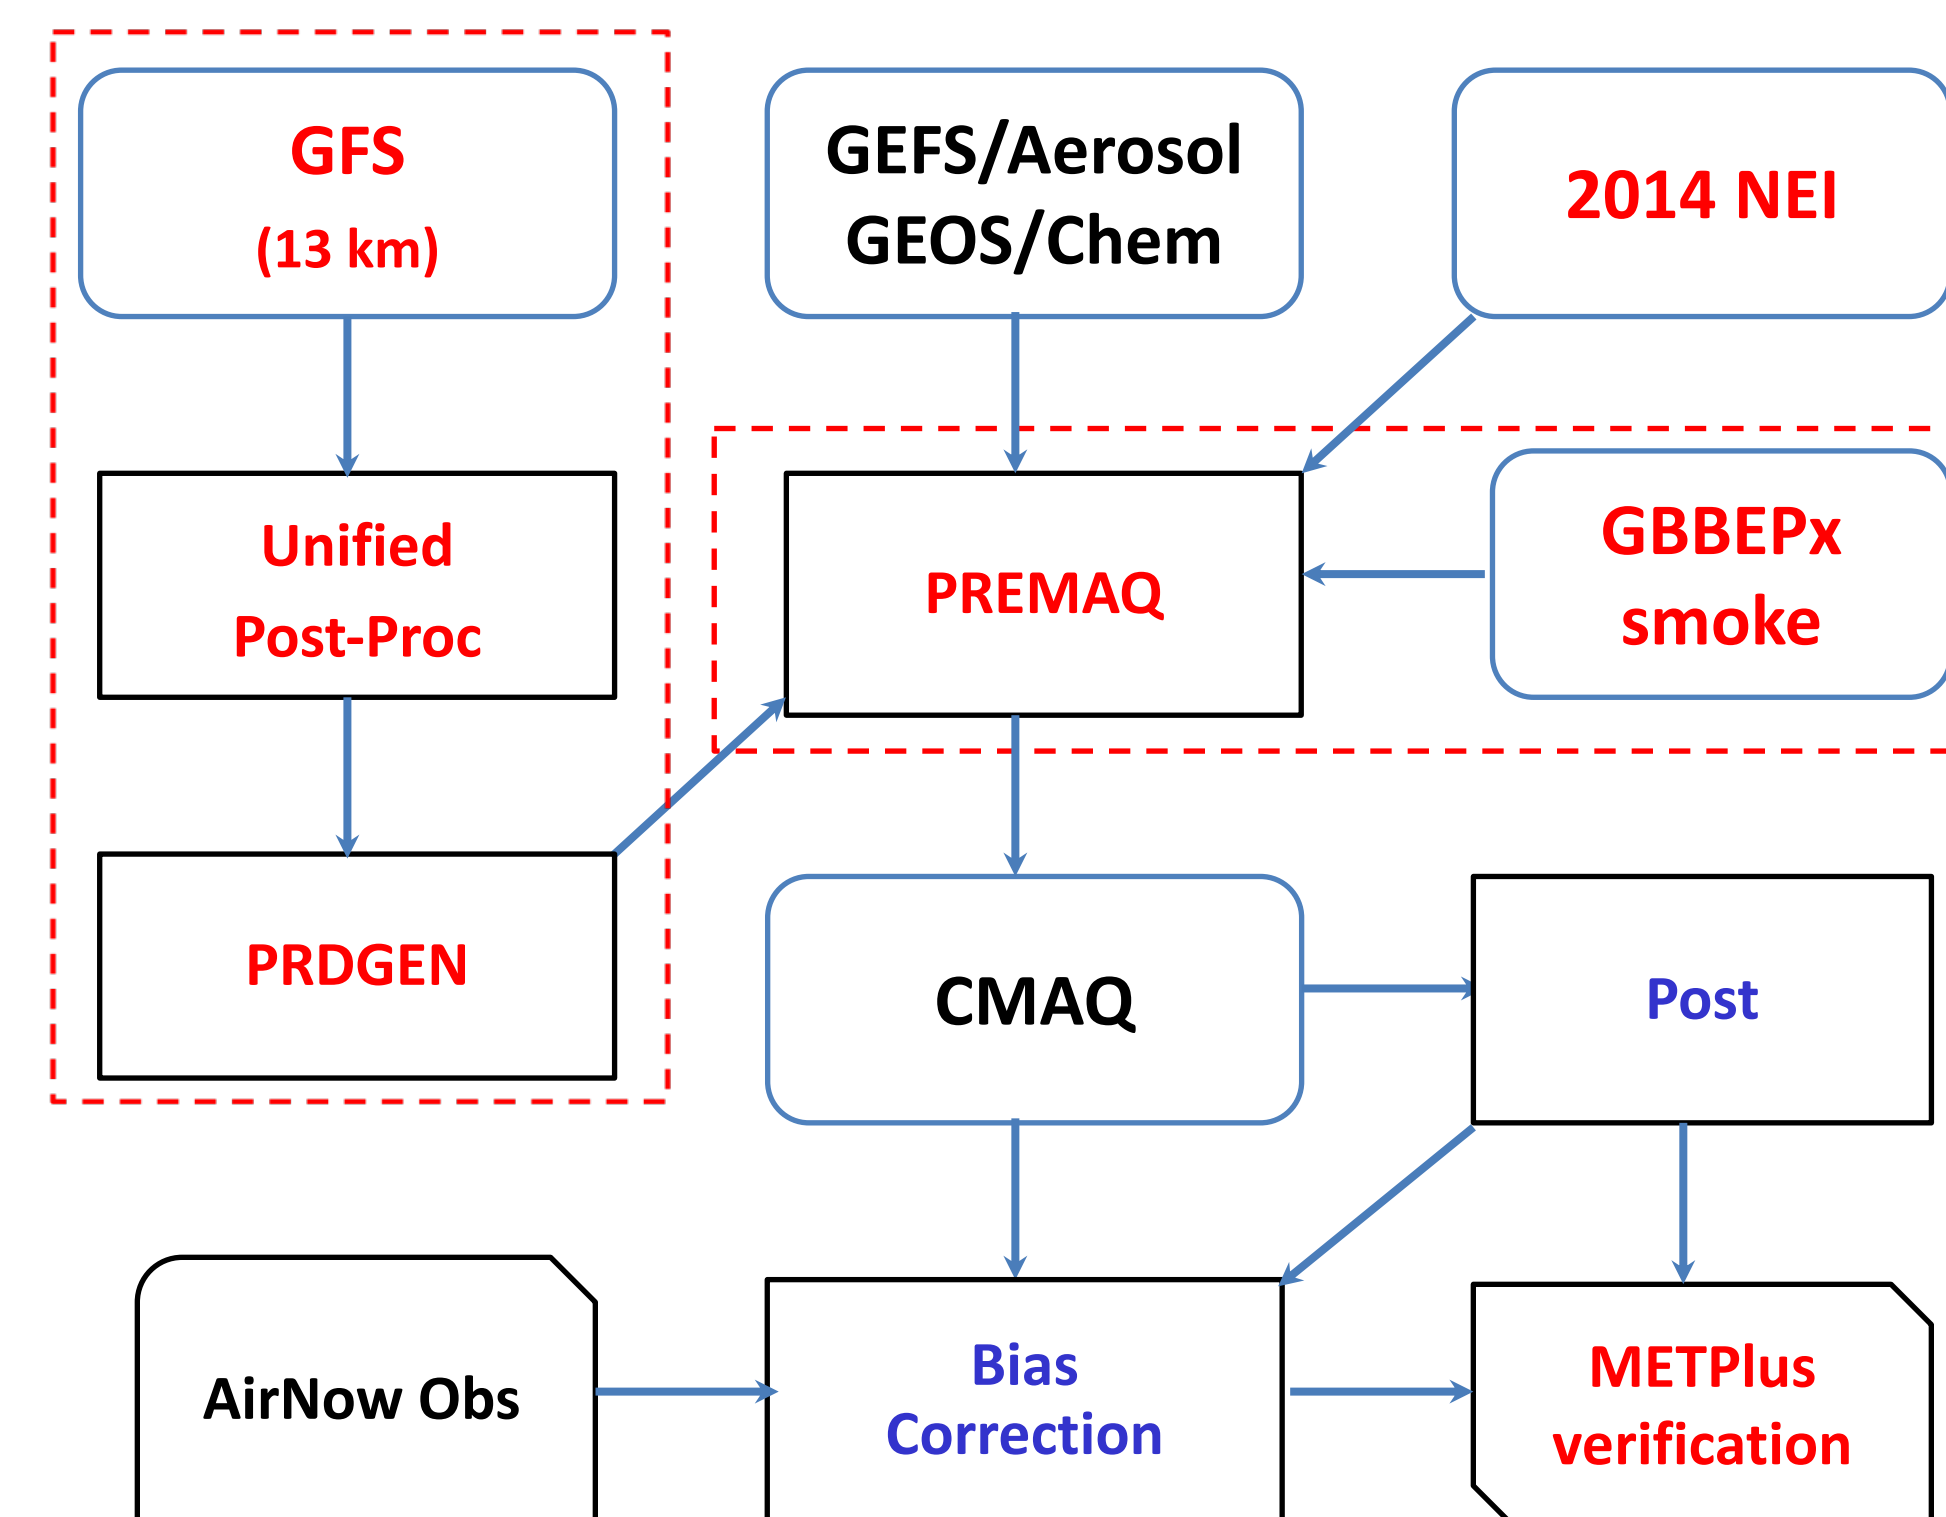 GFS
(13 km)
GEFS/Aerosol
GEOS/Chem
2014 NEI
Unified
Post-Proc
PREMAQ
GBBEPx
smoke
PRDGEN
CMAQ
Post
AirNow Obs
Bias
Correction
METPlus
verification